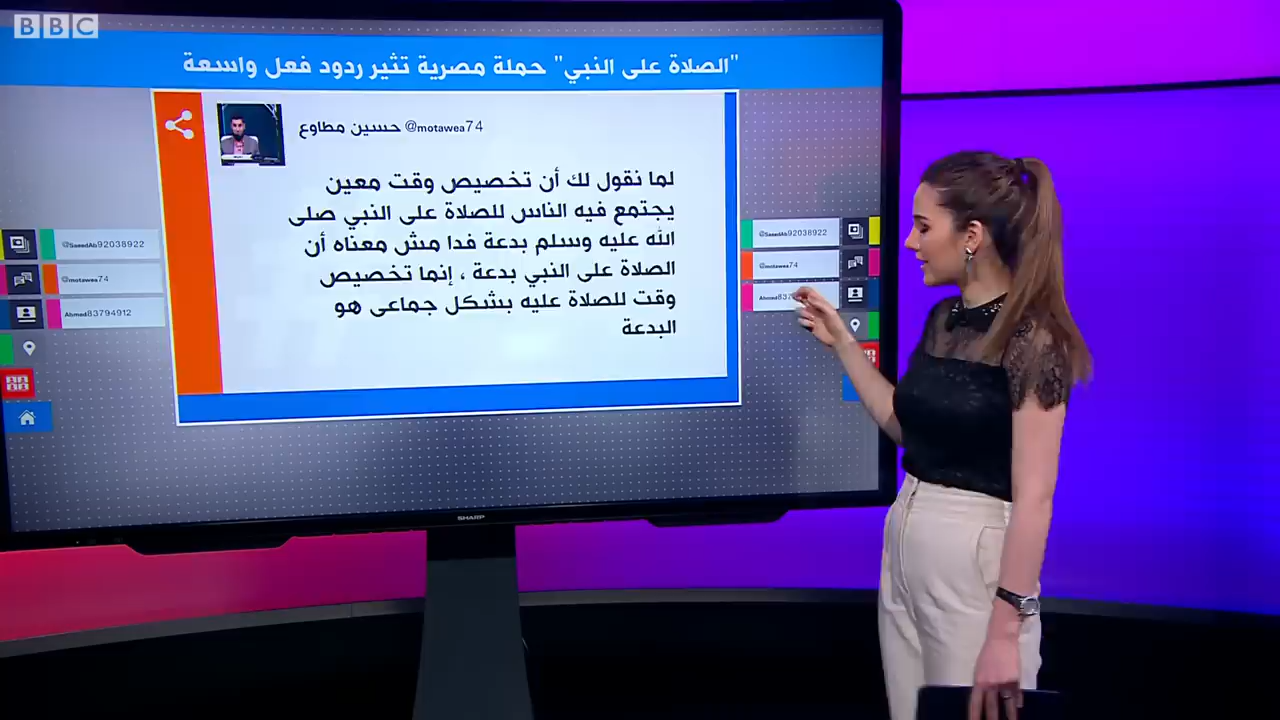 BBC
"الصلاة على النبي" حملة مصرية تثير ردود فعل واسعة
حسين مطاوع @motawea74
لما نقول لك أن تخصيص وقت معين
يجتمع فيه الناس للصلاة على النبي صلى
الله عليه وسلم بدعة فدا مش معناه أن
الصلاة على النبي بدعة ، إنما تخصيص
وقت للصلاة عليه بشكل جماعى هو
البدعة
@SaeedAb92038922
@motawea74
Ahmad83794912
@SaeedAb92038922
@motawea74
SHARP